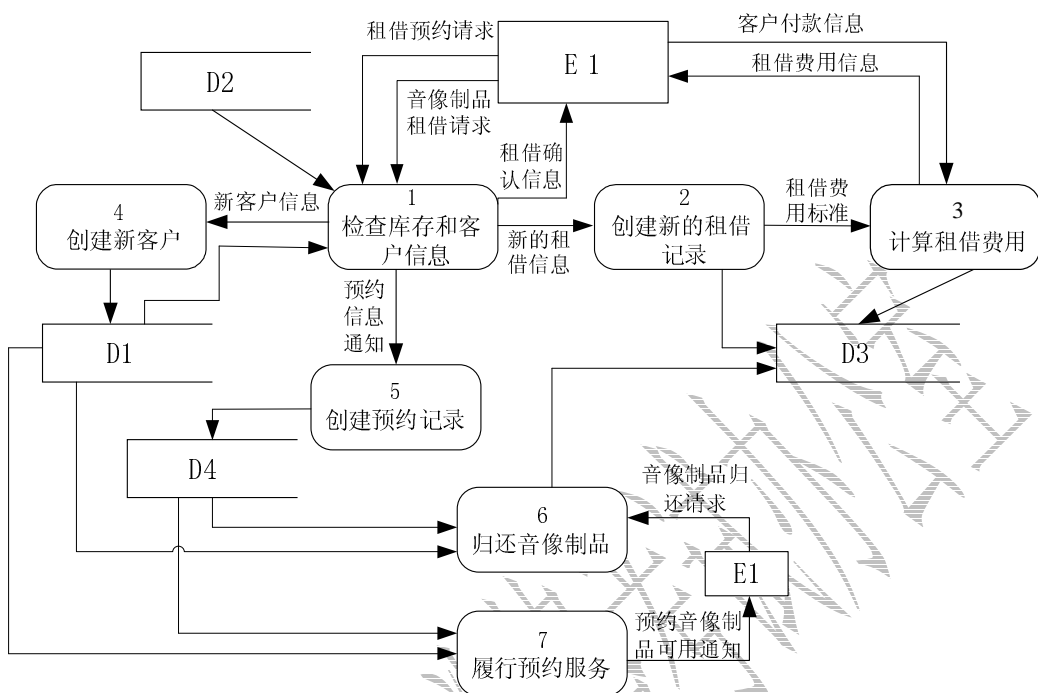 租借预约请求
E 1
客户付款信息
租借费用信息
D2
音像制品
租借请求
租借确
认信息
4
创建新客户
新客户信息
1
检查库存和客
户信息
新的租
借信息
2
创建新的租借
记录
租借费
用标准
3
计算租借费用
预约
信息
通知
D1
D3
5
创建预约记录
D4
音像制品归
还请求
6
归还音像制品
E1
7
履行预约服务
预约音像制
品可用通知